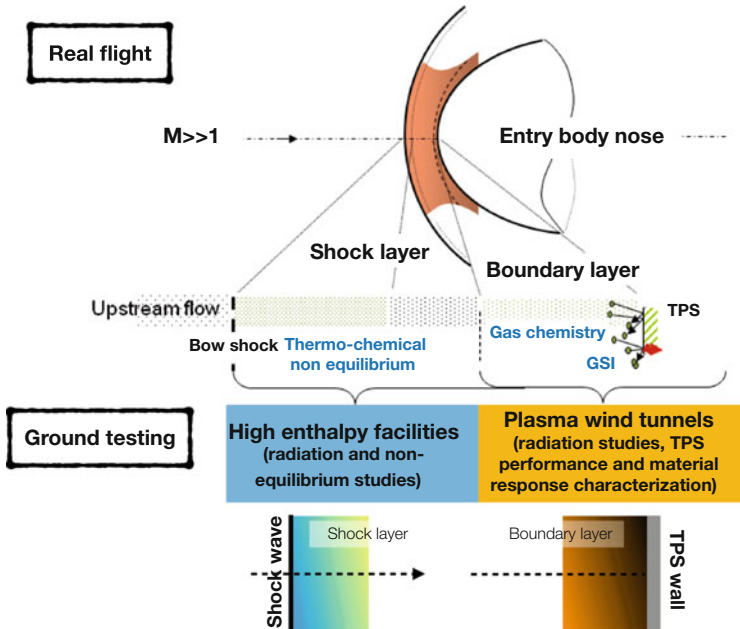 Real flight
M>>1
Entry body nose
Shock layer
Boundary layer
Upstream flow
TPS
Bow shock
Thermo-chemical
non equilibrium
Gas chemistry
GSI
Ground testing
High enthalpy facilities
(radiation and non-
equilibrium studies)
Plasma wind tunnels
(radiation studies, TPS
performance and material
response characterization)
Shock wave
Shock layer
Boundary layer
TPS wall